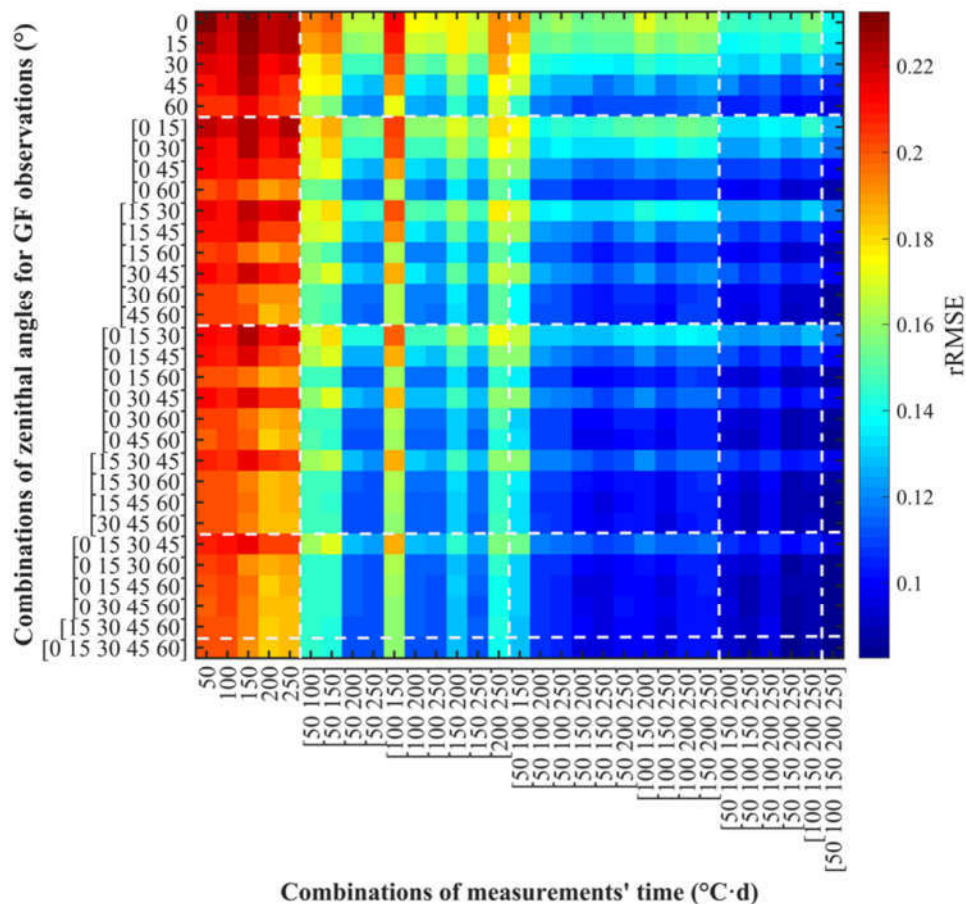 Combinations of zenithal angles for GF observations (°)
0
15
30
45
60
[0 15]
[0 30]
[0 45]
[0 60]
[15 30]
[15 45]
[15 60]
[30 45]
[30 60]
[45 60]
[0 15 30]
[0 15 45]
[0 15 60]
[0 30 45]
[0 30 60]
[0 45 60]
[15 30 45]
[15 30 60]
[15 45 60]
[30 45 60]
[0 15 30 45]
[0 15 30 60]
[0 15 45 60]
[0 30 45 60]
[15 30 45 60]
[0 15 30 45 60]
50
100
150
200
250
[50 100]
[50 150]
[50 200]
[50 250]
[100 150]
[100 200]
[100 250]
[150 200]
[150 250]
[200 250]
[50 100 150]
[50 100 200]
[50 100 250]
[50 150 200]
[50 150 250]
[50 200 250]
[100 150 200]
[100 150 250]
[100 200 250]
[150 200 250]
[50 100 150 200]
[50 100 150 250]
[50 100 200 250]
[50 150 200 250]
[100 150 200 250]
[50 100 150 200 250]
Combinations of measurements' time (°C·d)
0.22
0.2
0.18
0.16
0.14
0.12
0.1
rRMSE